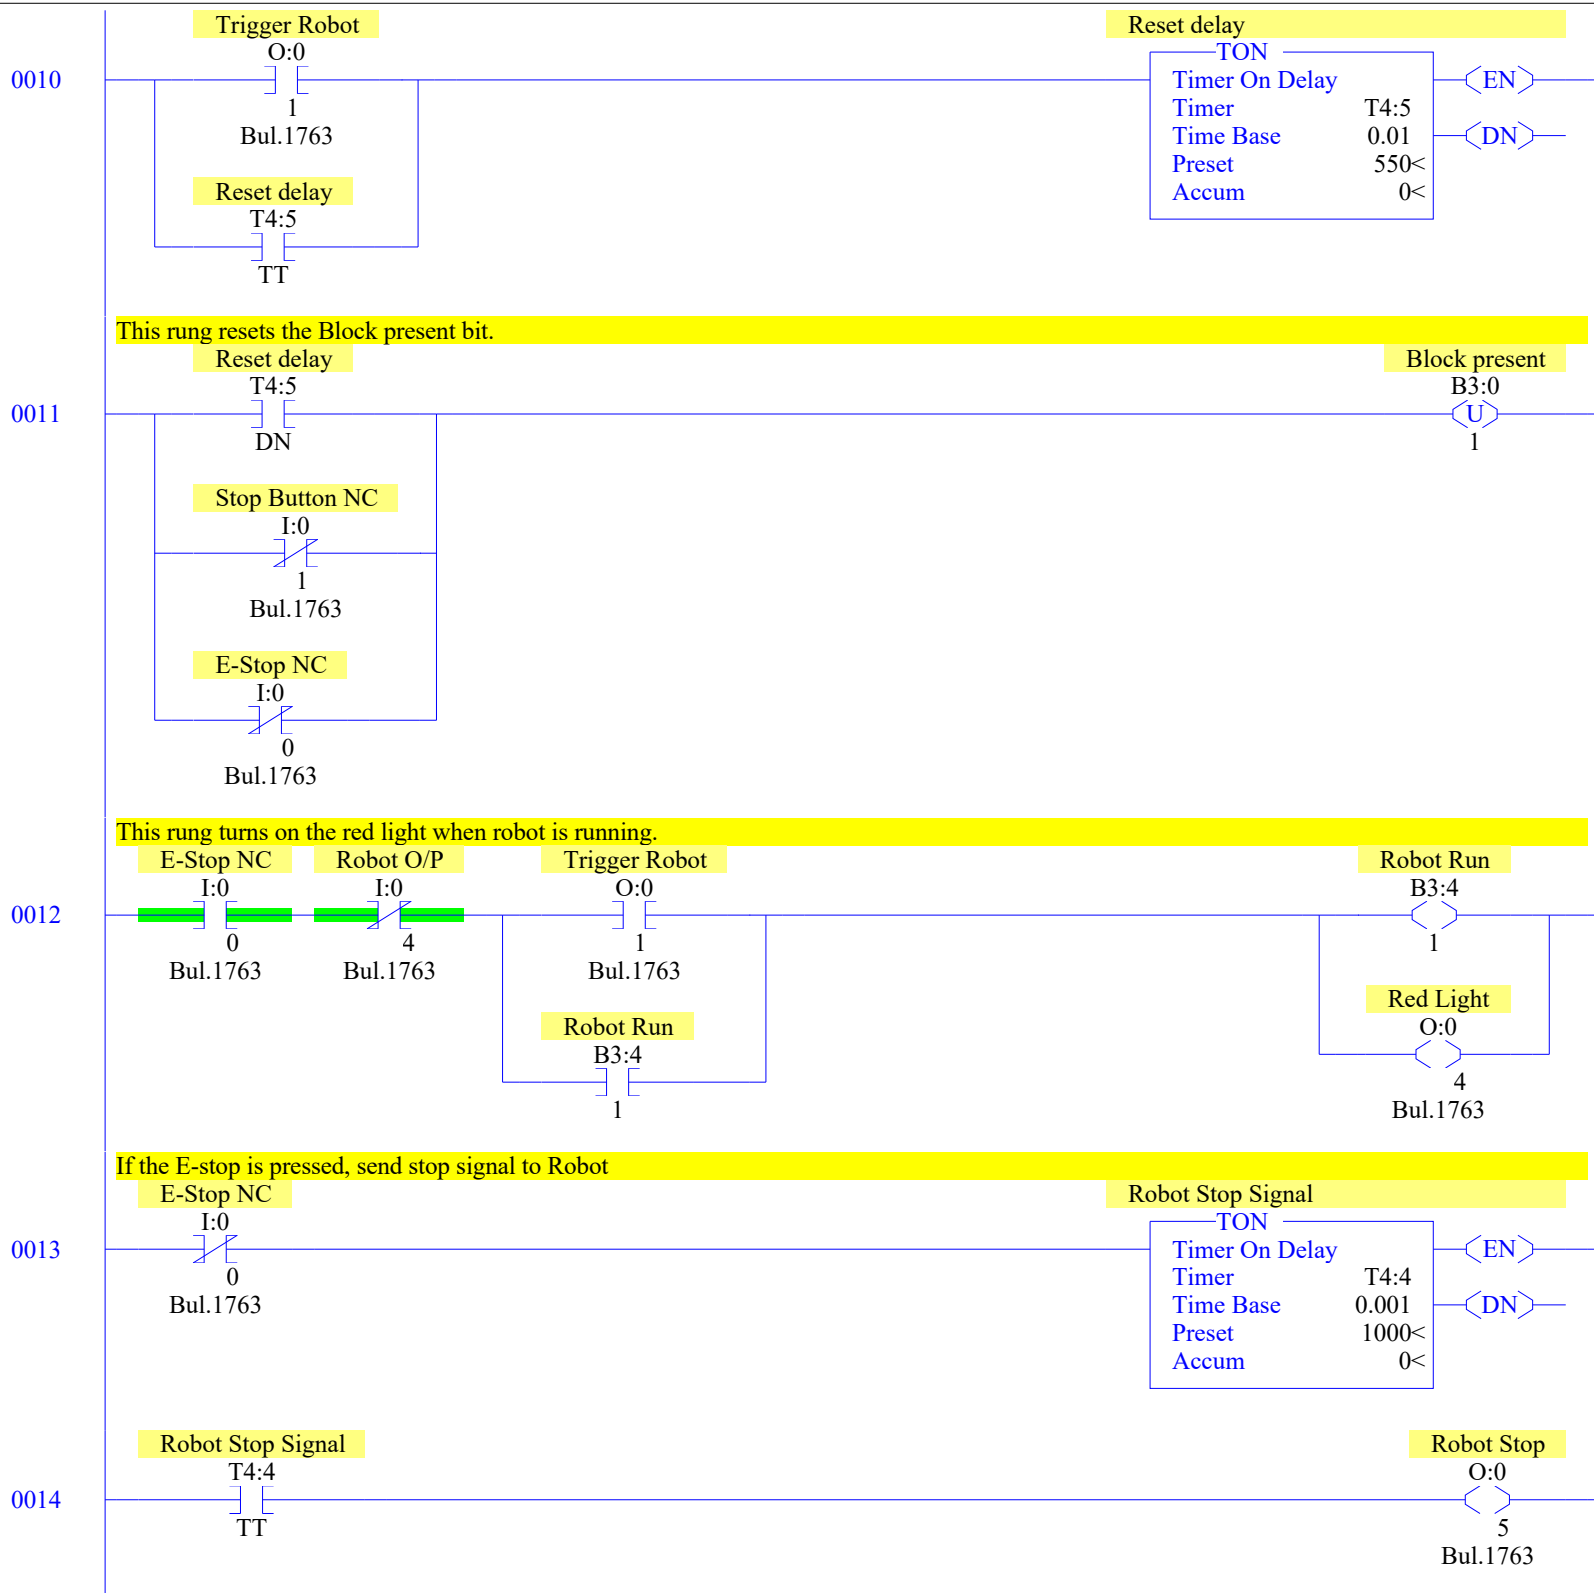 Trigger Robot
O:0
0010
1
Bul.1763
Reset delay
T4:5
TT
Reset delay
TON
Timer On Delay
Timer T4:5
Time Base 0.01
Preset 550<
Accum 0<
EN
DN
This rung resets the Block present bit.
Reset delay
T4:5
0011
DN
Stop Button NC
I:0
1
Bul.1763
E-Stop NC
I:0
0
Bul.1763
Block present
B3:0
U
1
This rung turns on the red light when robot is running.
0012
E-Stop NC
I:0
0
Bul.1763
Robot O/P
I:0
4
Bul.1763
Trigger Robot
O:0
1
Bul.1763
Robot Run
B3:4
1
Robot Run
B3:4
1
Red Light
O:0
4
Bul.1763
If the E-stop is pressed, send stop signal to Robot
E-Stop NC
I:0
0013
0
Bul.1763
Robot Stop Signal
TON
Timer On Delay
Timer T4:4
Time Base 0.001
Preset 1000<
Accum 0<
EN
DN
Robot Stop Signal
T4:4
0014
TT
Robot Stop
O:0
5
Bul.1763